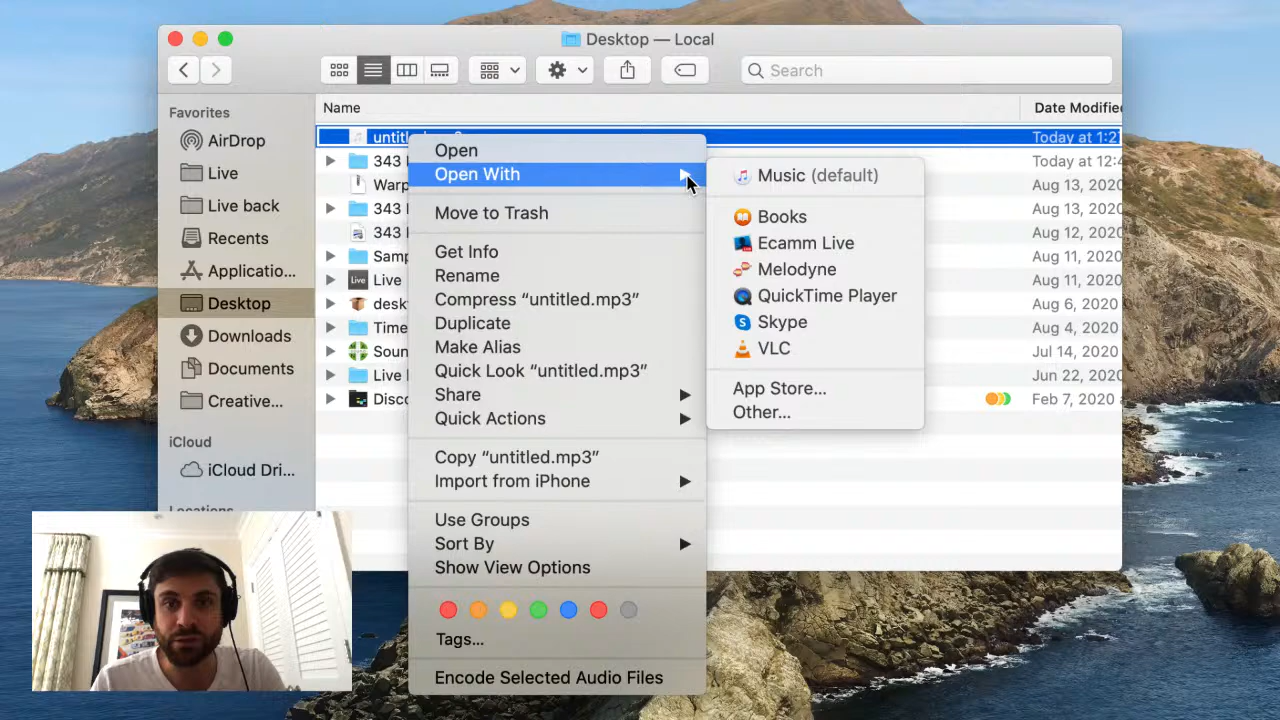 Desktop — Local
Search
Favorites
AirDrop
Live
Live back
Recents
Applicatio...
Desktop
Downloads
Documents
Creative...
iCloud
iCloud Dri...
Locations
Name
Date Modified
Today at 1:2
343
Today at 12:4
Warp
Aug 13, 2020
343
Aug 13, 2020
343
Aug 12, 2020
Samp
Aug 11, 2020
Live
Live
Aug 11, 2020
desk
Aug 6, 2020
Time
Aug 4, 2020
Soun
Jul 14, 2020
Live
Jun 22, 2020
Disco
Feb 7, 2020
Open
Open With
Move to Trash
Get Info
Rename
Compress “untitled.mp3”
Duplicate
Make Alias
Quick Look “untitled.mp3”
Share
Quick Actions
Copy “untitled.mp3”
Import from iPhone
Use Groups
Sort By
Show View Options
Tags...
Encode Selected Audio Files
Music (default)
Books
Ecamm Live
Melodyne
QuickTime Player
Skype
VLC
App Store...
Other...